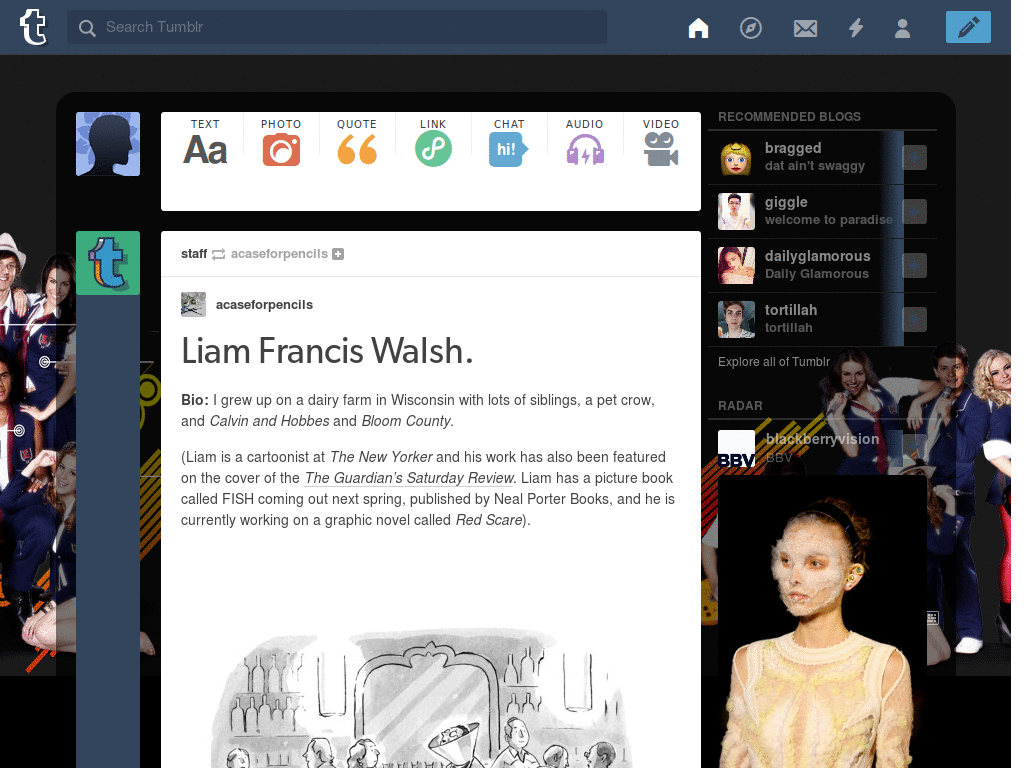 Search Tumblr
TEXT PHOTO QUOTE LINK CHAT AUDIO VIDEO
Aa
hi!
staff acaseforpencils
acaseforpencils
Liam Francis Walsh.
Bio: I grew up on a dairy farm in Wisconsin with lots of siblings, a pet crow,
and Calvin and Hobbes and Bloom County.
(Liam is a cartoonist at The New Yorker and his work has also been featured
on the cover of the The Guardian’s Saturday Review. Liam has a picture book
called FISH coming out next spring, published by Neal Porter Books, and he is
currently working on a graphic novel called Red Scare).
RECOMMENDED BLOGS
bragged
dat ain't swaggy
giggle
welcome to paradise
dailyglamorous
Daily Glamorous
tortillah
tortillah
Explore all of Tumblr
RADAR
BBV
blackberryvision
BBV